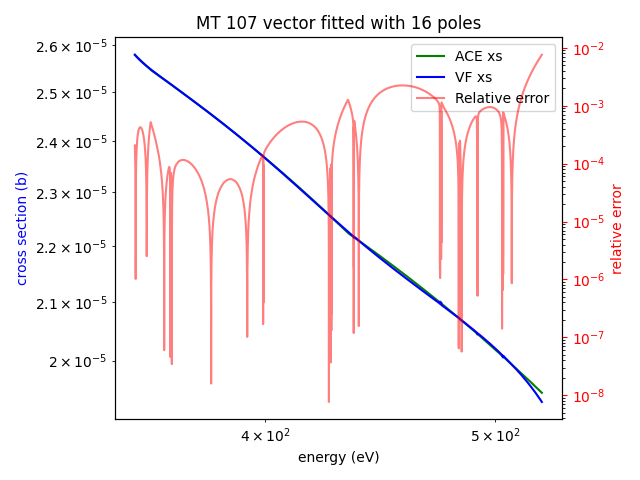 MT 107 vector fitted with 16 poles
ACE xs
VF xs
Relative error
cross section (b)
2.6 × 10⁻⁵
2.5 × 10⁻⁵
2.4 × 10⁻⁵
2.3 × 10⁻⁵
2.2 × 10⁻⁵
2.1 × 10⁻⁵
2 × 10⁻⁵
10⁻²
10⁻³
10⁻⁴
10⁻⁵
10⁻⁶
10⁻⁷
10⁻⁸
relative error
4 × 10²
5 × 10²
energy (eV)